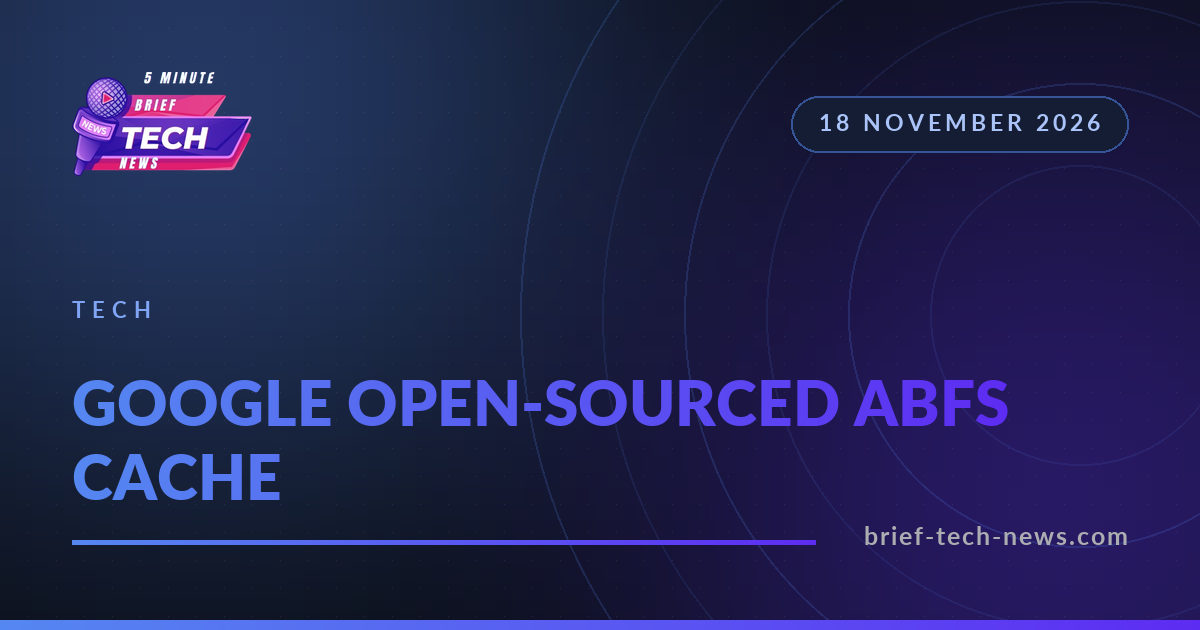 5 MINUTE
BRIEF
NEWS
TECH
NEWS
18 NOVEMBER 2026
TECH
GOOGLE OPEN-SOURCED ABFS
CACHE
brief-tech-news.com